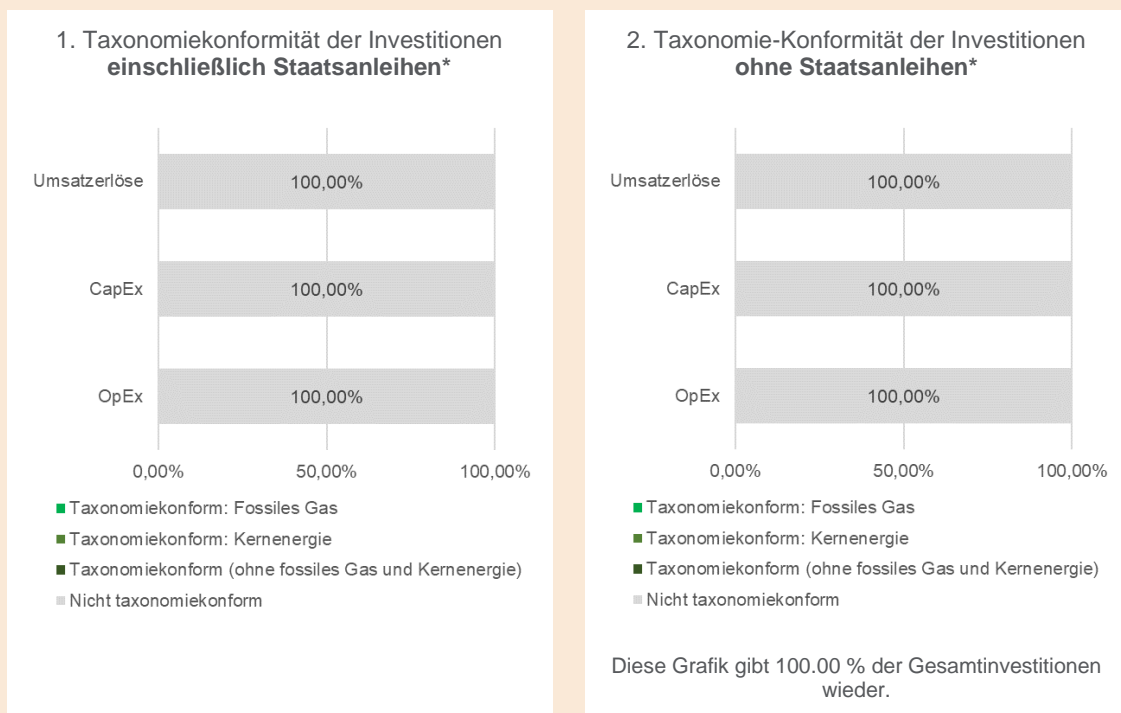 1. Taxonomiekonformität der Investitionen
einschließlich Staatsanleihen*
Umsatzerlöse
100,00%
CapEx
100,00%
OpEx
100,00%
0,00%
50,00%
100,00%
Taxonomiekonform: Fossiles Gas
Taxonomiekonform: Kernenergie
Taxonomiekonform (ohne fossiles Gas und Kernenergie)
Nicht taxonomiekonform
2. Taxonomie-Konformität der Investitionen
ohne Staatsanleihen*
Umsatzerlöse
100,00%
CapEx
100,00%
OpEx
100,00%
0,00%
50,00%
100,00%
Taxonomiekonform: Fossiles Gas
Taxonomiekonform: Kernenergie
Taxonomiekonform (ohne fossiles Gas und Kernenergie)
Nicht taxonomiekonform
Diese Grafik gibt 100.00 % der Gesamtinvestitionen
wieder.